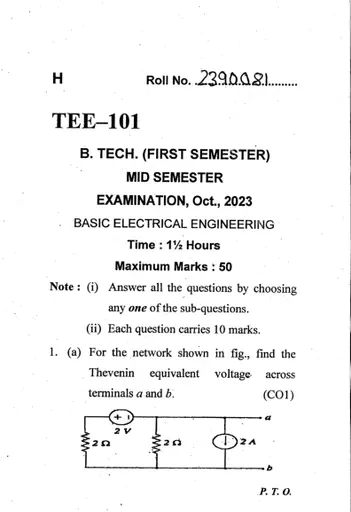 H Roll No. .2390081.........
TEE–101
B. TECH. (FIRST SEMESTER)
MID SEMESTER
EXAMINATION, Oct., 2023
BASIC ELECTRICAL ENGINEERING
Time : 1½ Hours
Maximum Marks : 50
Note : (i) Answer all the questions by choosing
any one of the sub-questions.
(ii) Each question carries 10 marks.
1. (a) For the network shown in fig., find the
Thevenin equivalent voltage across
terminals a and b. (CO1)
+ ı a
2 V
2 Ω 2 Ω 2 A
b
P. T. O.